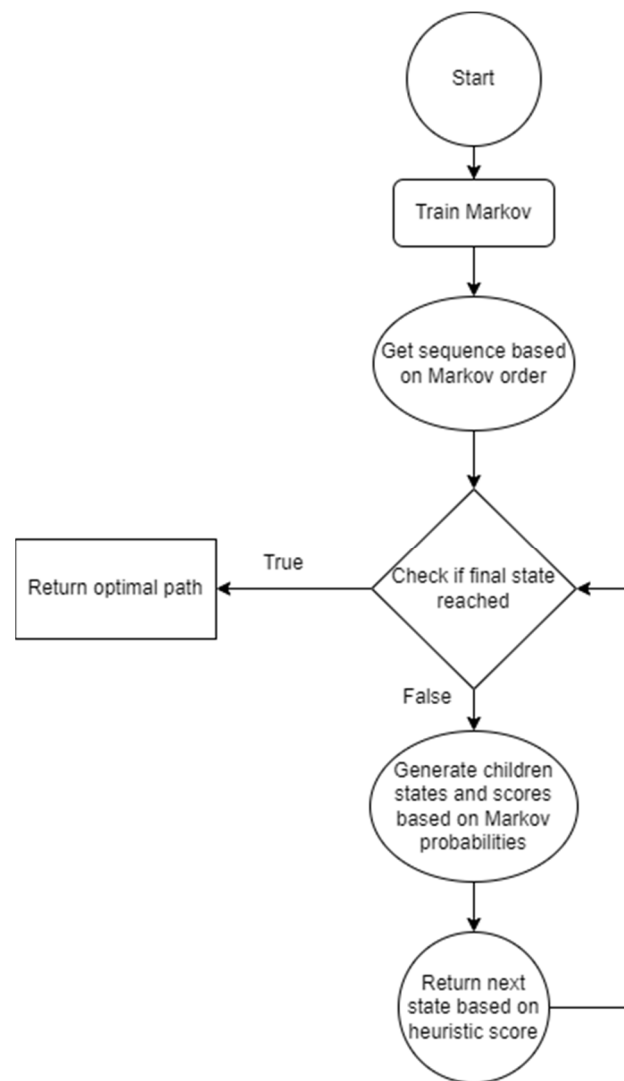 Start
Train Markov
Get sequence based
on Markov order
Check if final state
reached
True
Return optimal path
False
Generate children
states and scores
based on Markov
probabilities
Return next
state based on
heuristic score